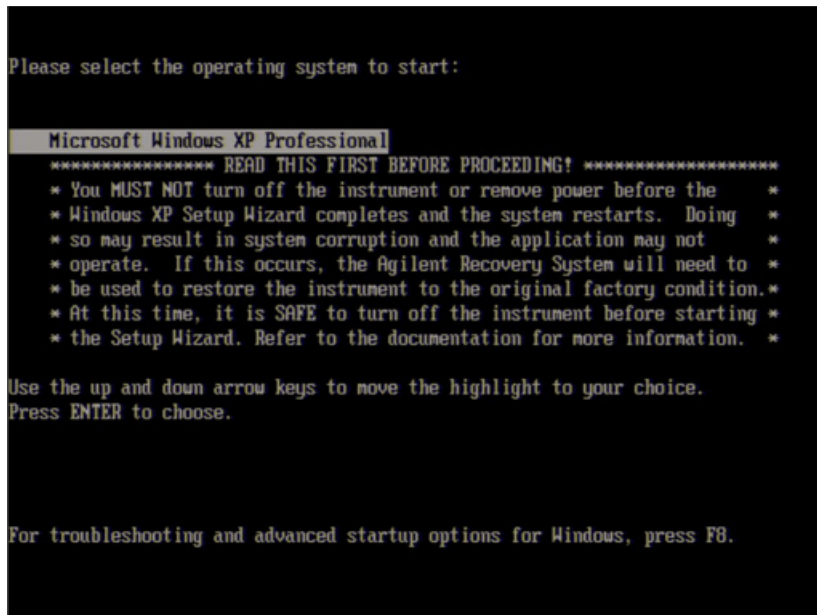 Please select the operating system to start:
Microsoft Windows XP Professional
**************** READ THIS FIRST BEFORE PROCEEDING! *******************
* You MUST NOT turn off the instrument or remove power before the *
* Windows XP Setup Wizard completes and the system restarts. Doing *
* so may result in system corruption and the application may not *
* operate. If this occurs, the Agilent Recovery System will need to *
* be used to restore the instrument to the original factory condition.*
* At this time, it is SAFE to turn off the instrument before starting *
* the Setup Wizard. Refer to the documentation for more information. *
Use the up and down arrow keys to move the highlight to your choice.
Press ENTER to choose.
For troubleshooting and advanced startup options for Windows, press F8.